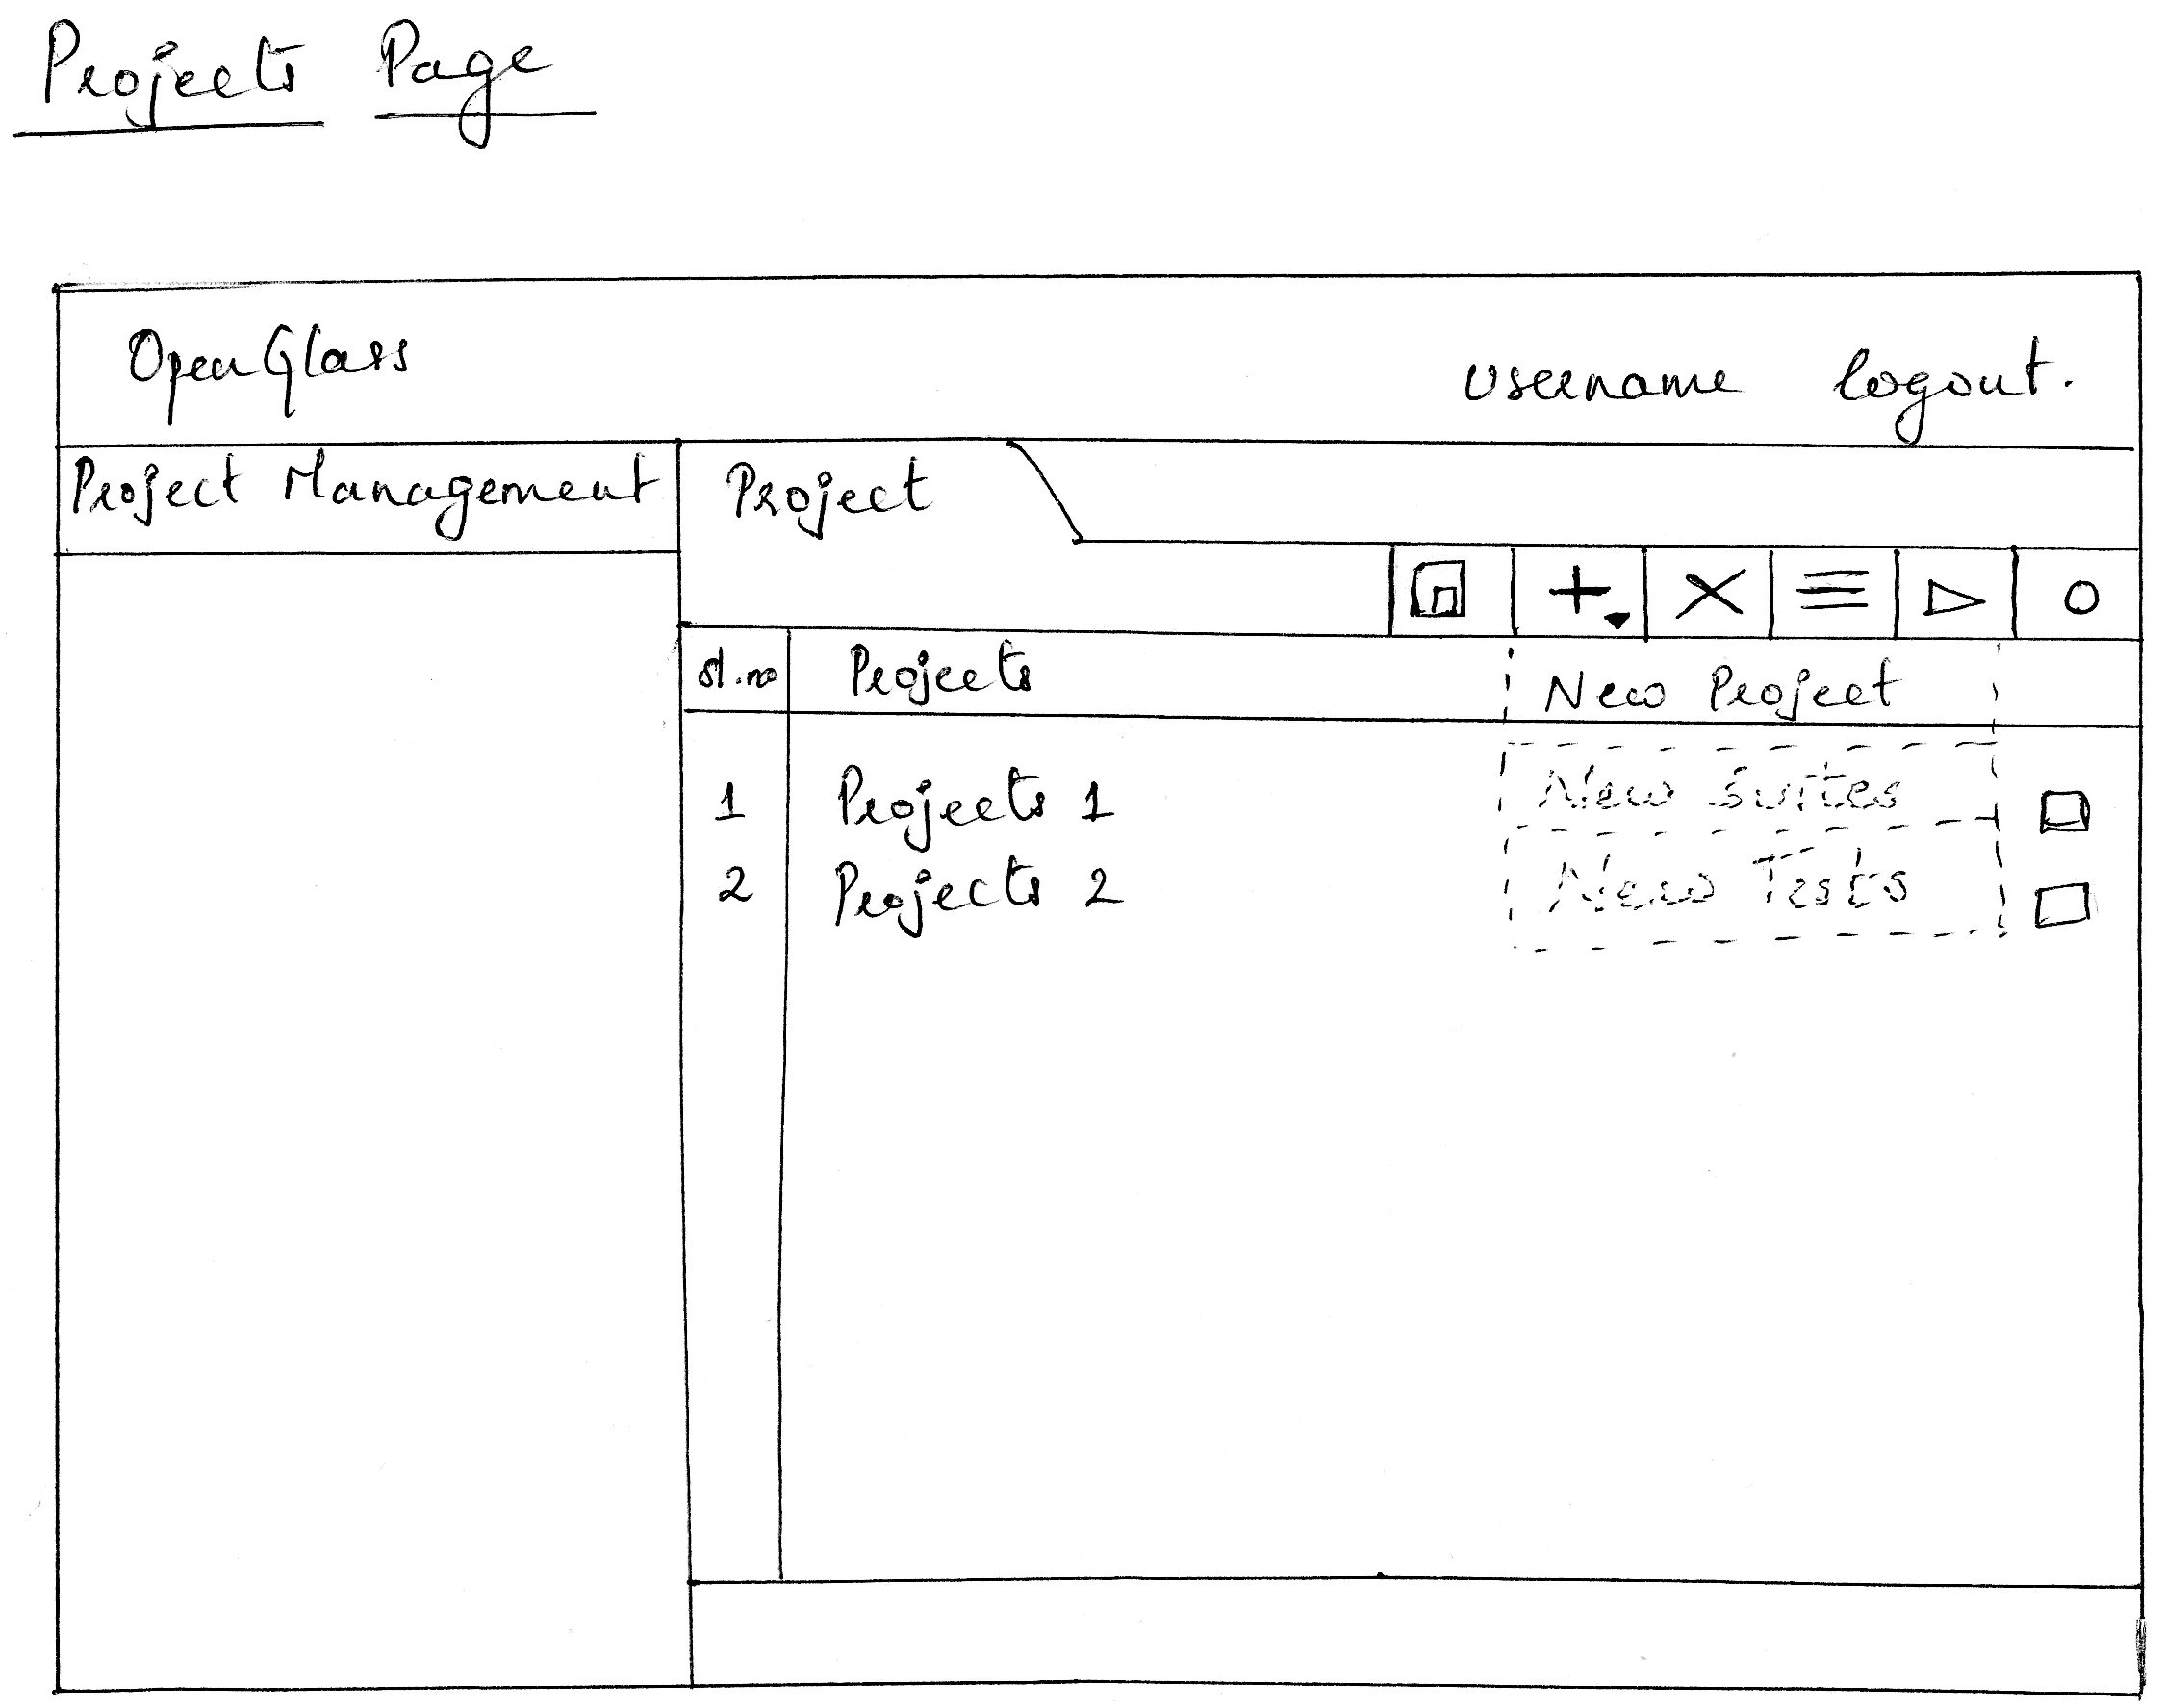 Projects Page
OpenGlass username logout.
Project Management Project
sl.no Projects New Project
1 Projects 1 New Suites
2 Projects 2 New Tests